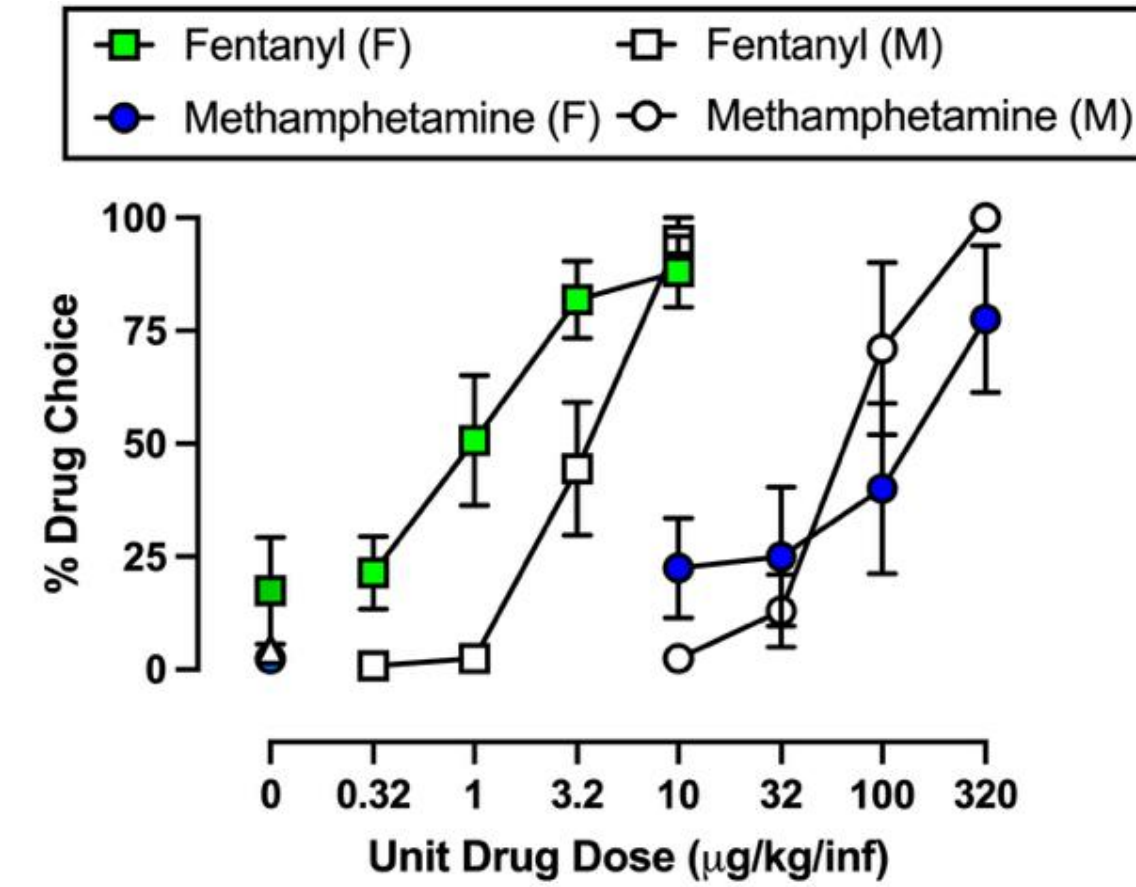 Fentanyl (F) Fentanyl (M)
Methamphetamine (F) Methamphetamine (M)
100
75
50
25
0
% Drug Choice
0 0.32 1 3.2 10 32 100 320
Unit Drug Dose (μg/kg/inf)